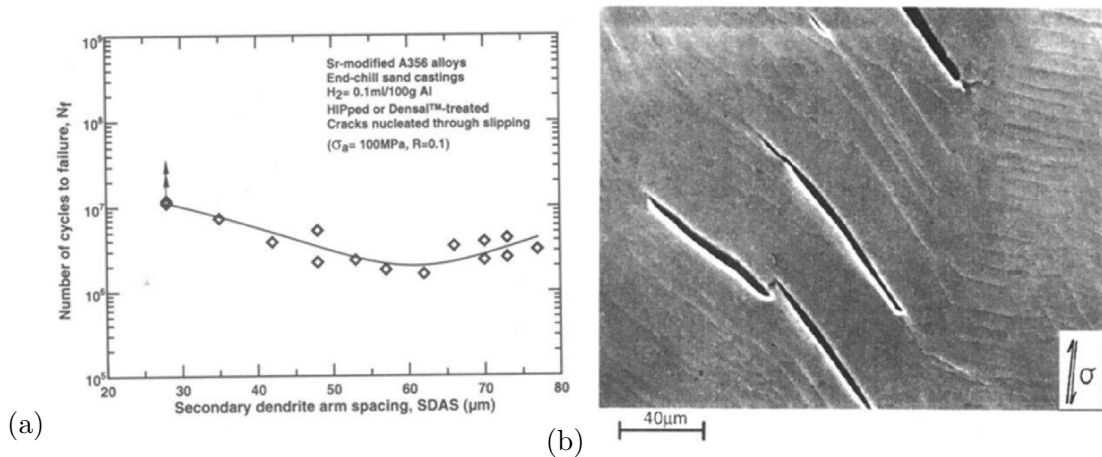 10⁹
10⁸
10⁷
10⁶
10⁵
Number of cycles to failure, Nf
Sr-modified A356 alloys
End-chill sand castings
H₂= 0.1ml/100g Al
HIPped or Densal™-treated
Cracks nucleated through slipping
(σa= 100MPa, R=0.1)
20 30 40 50 60 70 80
Secondary dendrite arm spacing, SDAS (μm)
(a)
σ
40μm
(b)